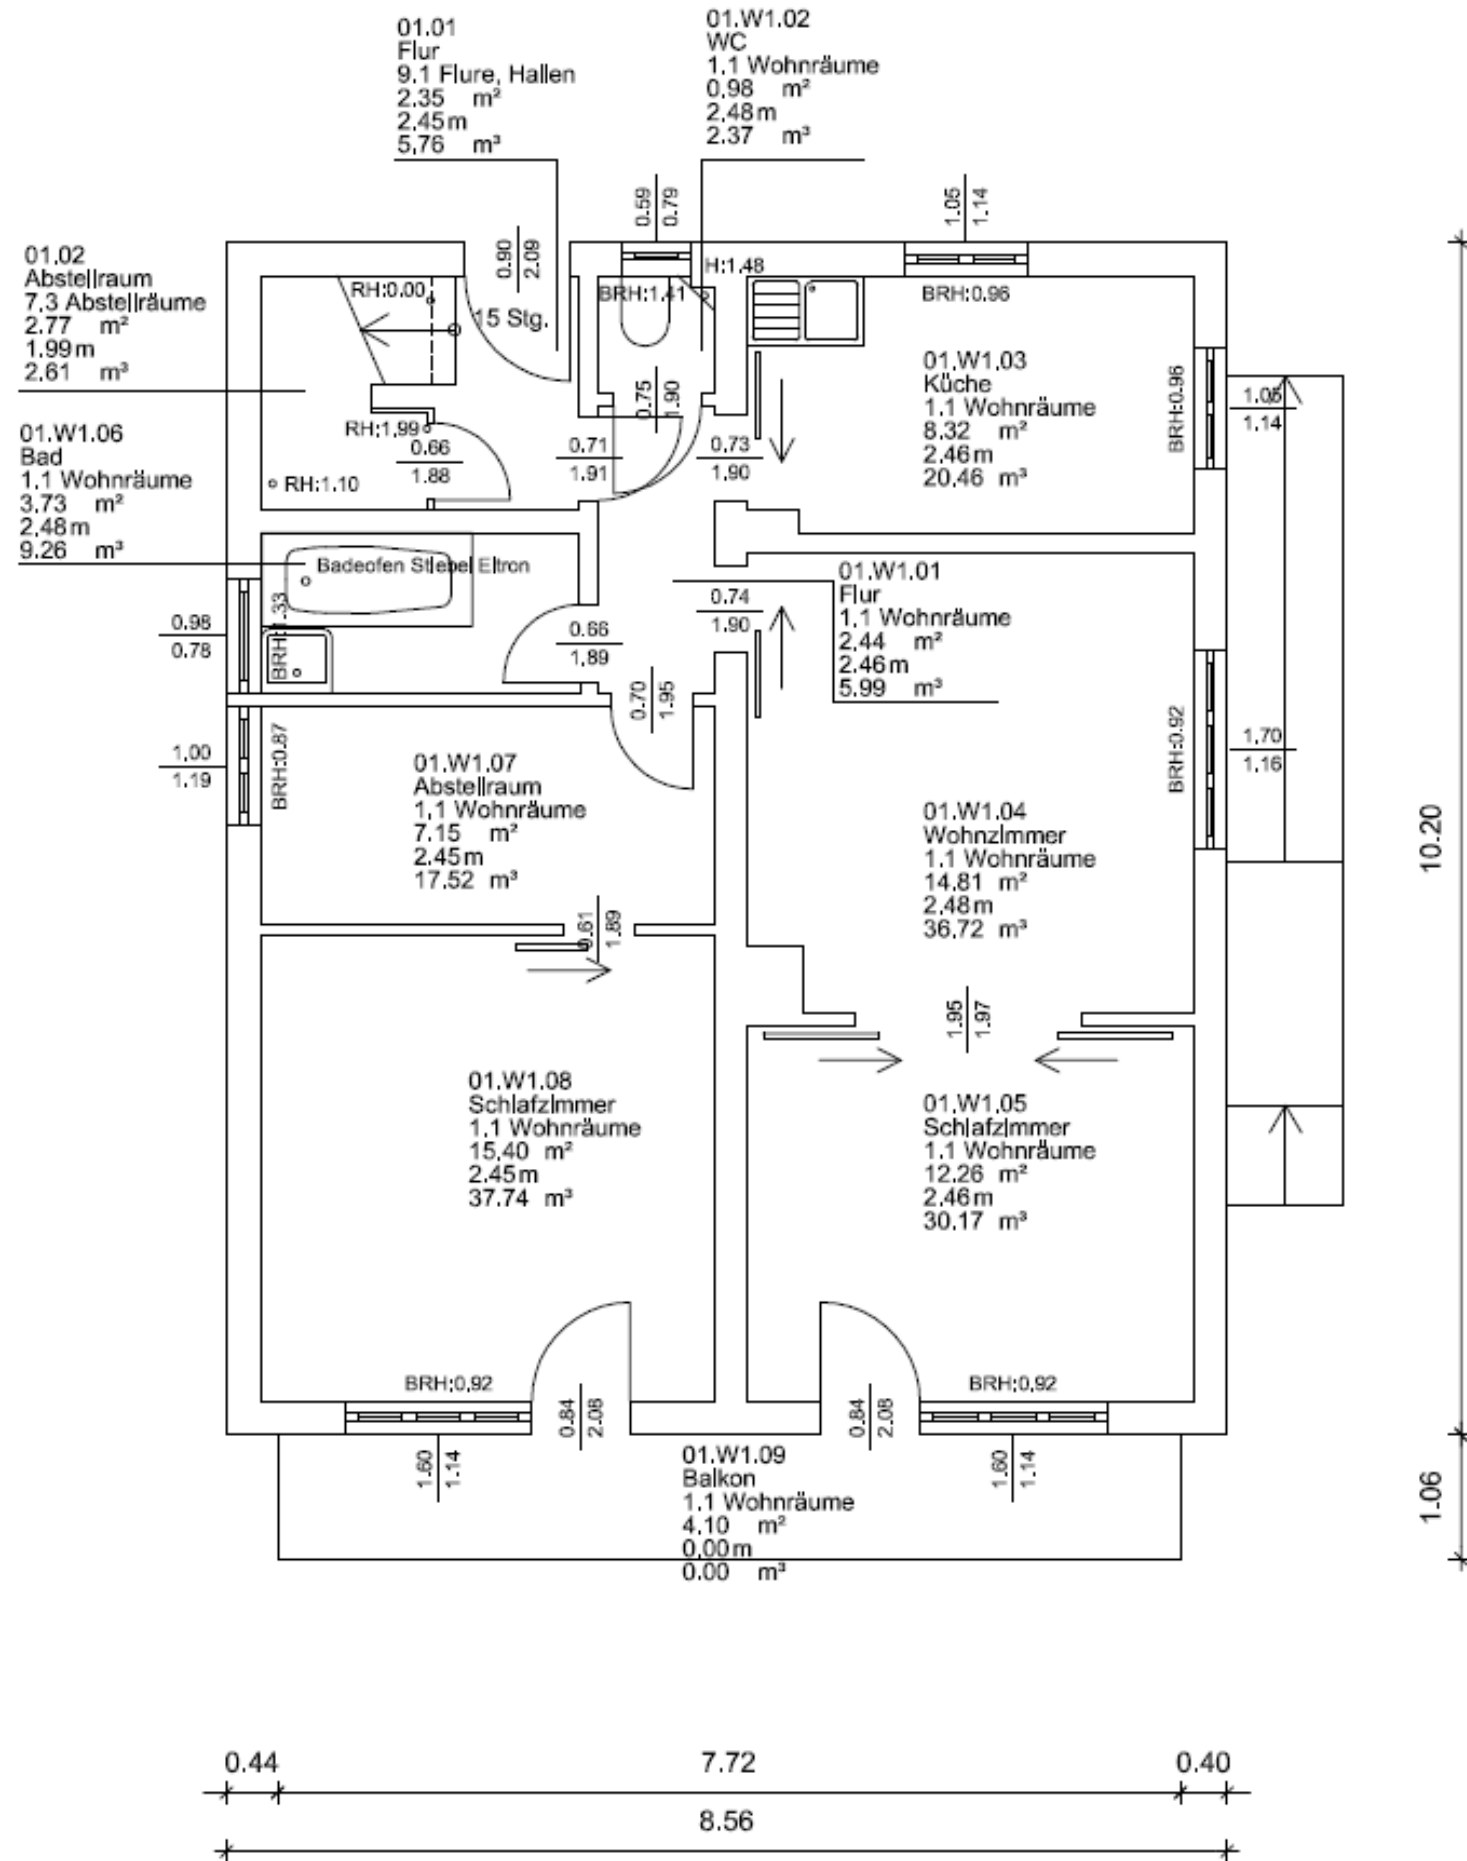 01.01
Flur
9.1 Flure, Hallen
2.35 m²
2.45m
5.76 m³
01.W1.02
WC
1.1 Wohnräume
0.98 m²
2.48m
2.37 m³
0.59
0.79
1.05
1.14
01.02
Abstellraum
7.3 Abstellräume
2.77 m²
1.99m
2.61 m³
RH:0.00
0.90
2.09
15 Stg.
H:1.48
BRH:1.41
BRH:0.96
01.W1.03
Küche
1.1 Wohnräume
8.32 m²
2.46m
20.46 m³
BRH:0.96
1.05
1.14
0.75
1.90
01.W1.06
Bad
1.1 Wohnräume
3.73 m²
2.48m
9.26 m³
RH:1.99
0.66
1.88
RH:1.10
0.71
1.91
0.73
1.90
Badeofen Stiebel Eltron
BRH:1.33
0.98
0.78
0.66
1.89
0.74
1.90
01.W1.01
Flur
1.1 Wohnräume
2.44 m²
2.46m
5.99 m³
0.70
1.95
1.00
1.19
BRH:0.87
01.W1.07
Abstellraum
1.1 Wohnräume
7.15 m²
2.45m
17.52 m³
BRH:0.92
1.70
1.16
01.W1.04
Wohnzimmer
1.1 Wohnräume
14.81 m²
2.48m
36.72 m³
10.20
0.61
1.89
1.95
1.97
01.W1.08
Schlafzimmer
1.1 Wohnräume
15.40 m²
2.45m
37.74 m³
01.W1.05
Schlafzimmer
1.1 Wohnräume
12.26 m²
2.46m
30.17 m³
BRH:0.92
BRH:0.92
0.84
2.08
0.84
2.08
1.60
1.14
1.60
1.14
01.W1.09
Balkon
1.1 Wohnräume
4.10 m²
0.00m
0.00 m³
1.06
0.44
7.72
0.40
8.56